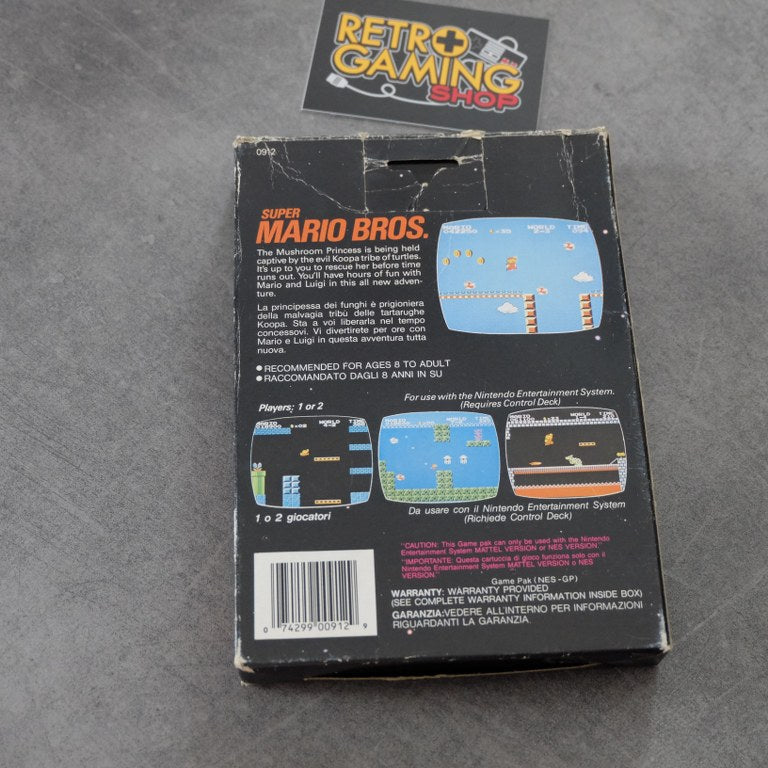 RETRO
GAMING
SHOP
0912
SUPER
MARIO BROS.
The Mushroom Princess is being held
captive by the evil Koopa tribe of turtles.
It's up to you to rescue her before time
runs out. You'll have hours of fun with
Mario and Luigi in this all new adven-
ture.
La principessa dei funghi è prigioniera
della malvagia tribù delle tartarughe
Koopa. Sta a voi liberarla nel tempo
concessovi. Vi divertirete per ore con
Mario e Luigi in questa avventura tutta
nuova.
● RECOMMENDED FOR AGES 8 TO ADULT
● RACCOMANDATO DAGLI 8 ANNI IN SU
MARIO WORLD TIME
Players: 1 or 2
For use with the Nintendo Entertainment System.
(Requires Control Deck)
MARIO WORLD TIME
1 o 2 giocatori
Da usare con il Nintendo Entertainment System
(Richiede Control Deck)
"CAUTION: This Game pak can only be used with the Nintendo
Entertainment System MATTEL VERSION or NES VERSION."
"IMPORTANTE: Questa cartuccia di gioco funziona solo con il
Nintendo Entertainment System MATTEL VERSION o NES
VERSION."
Game Pak (NES-GP)
WARRANTY: WARRANTY PROVIDED
(SEE COMPLETE WARRANTY INFORMATION INSIDE BOX)
GARANZIA: VEDERE ALL'INTERNO PER INFORMAZIONI
RIGUARDANTI LA GARANZIA.
0 74299 00912 9